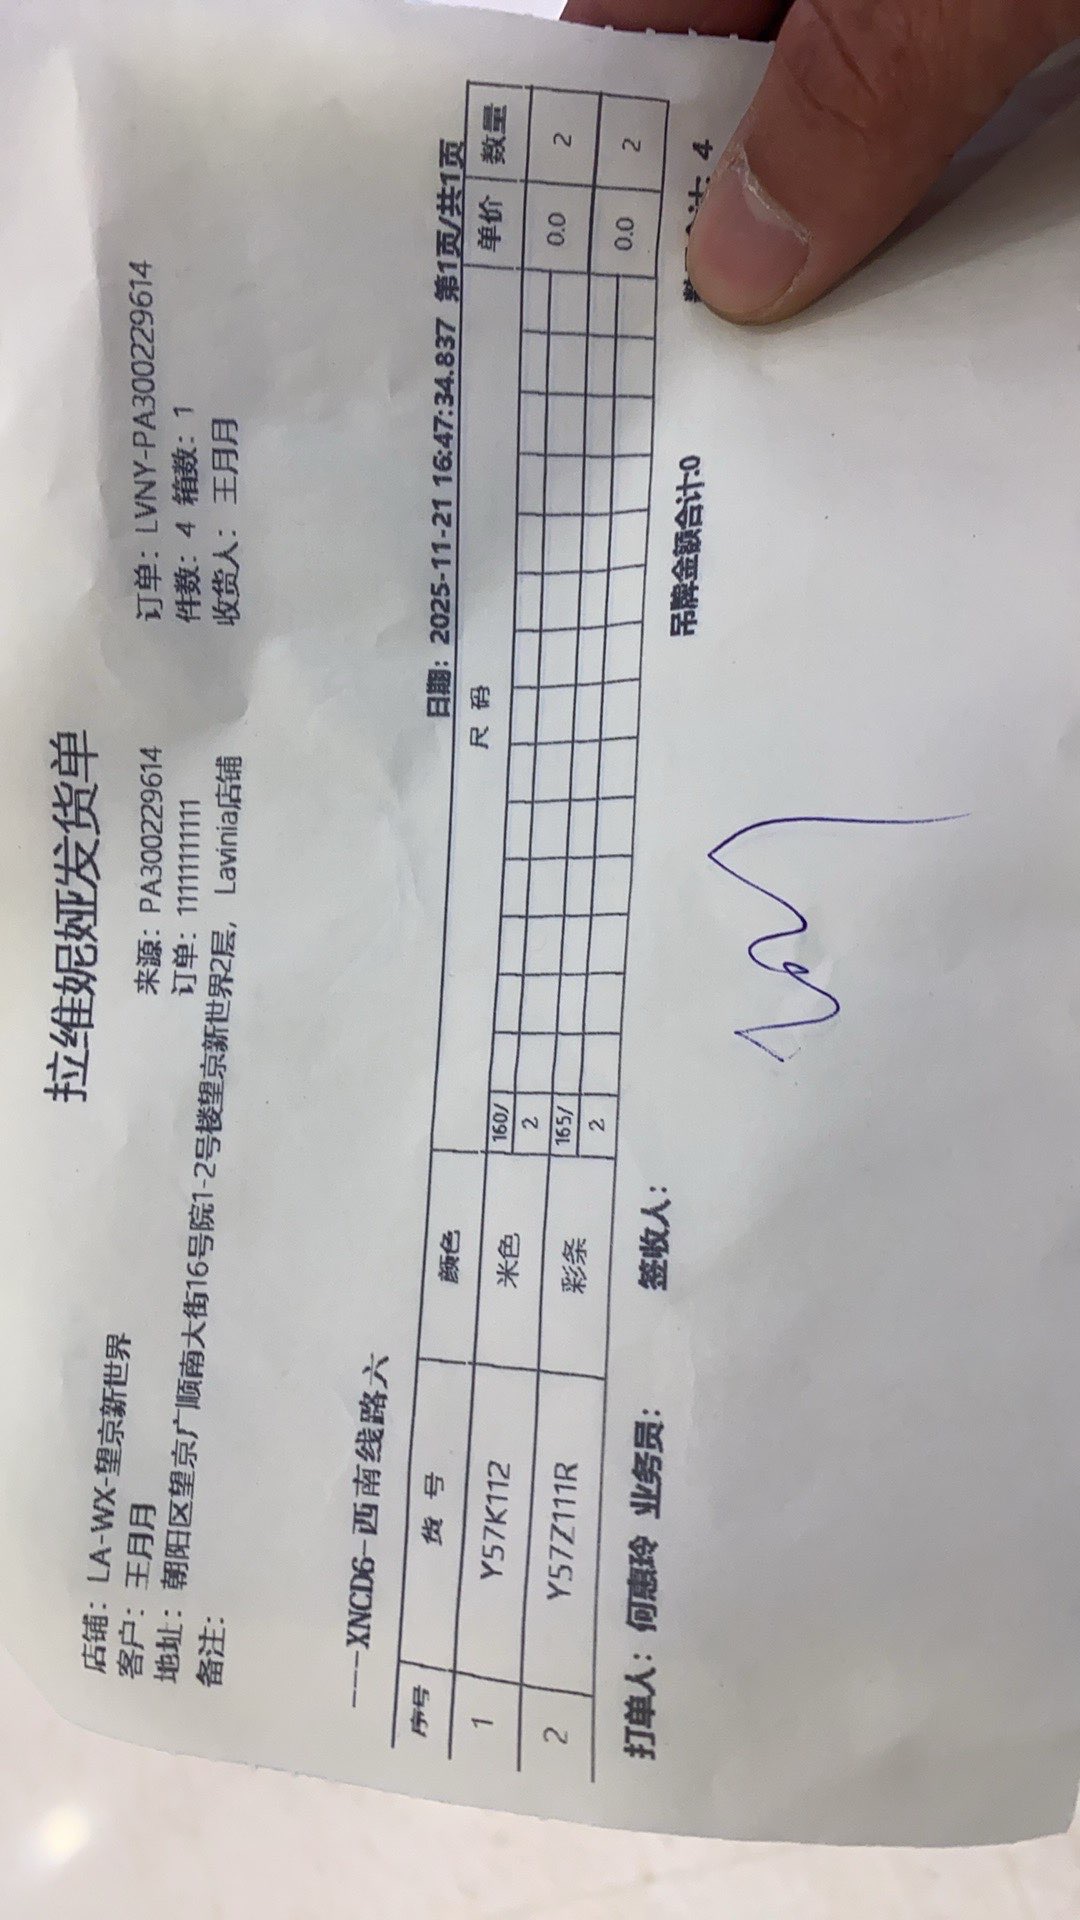 拉维妮娅发货单
店铺：LA-WX-望京新世界 来源：PA300229614 订单：LVNY-PA300229614
客户：王月月 订单：11111111111 件数：4 箱数：1
地址：朝阳区望京广顺南大街16号院1-2号楼望京新世界2层，Lavinia店铺 收货人：王月月
备注：
---XNCD6-西南线路六 日期：2025-11-21 16:47:34.837 第1页/共1页
序号 货 号 颜色 尺 码 单价 数量
1 Y57K112 米色 160/ 0.0 2
2
2 Y57Z111R 彩条 165/ 0.0 2
2
打单人：何惠玲 业务员： 签收人： 吊牌金额合计:0 4